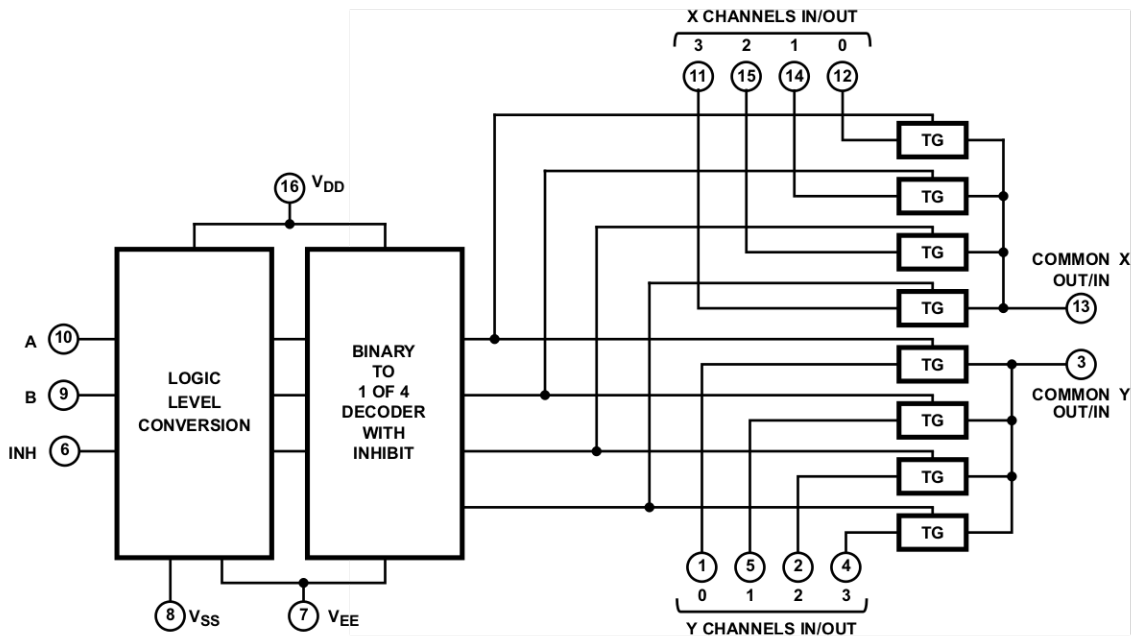 X CHANNELS IN/OUT
3 2 1 0
11 15 14 12
TG
16 VDD
TG
TG
COMMON X
OUT/IN
TG
13
A 10
BINARY
TO
1 OF 4
DECODER
WITH
INHIBIT
LOGIC
LEVEL
CONVERSION
TG
3
COMMON Y
OUT/IN
B 9
TG
INH 6
TG
TG
1 5 2 4
0 1 2 3
8 VSS
7 VEE
Y CHANNELS IN/OUT